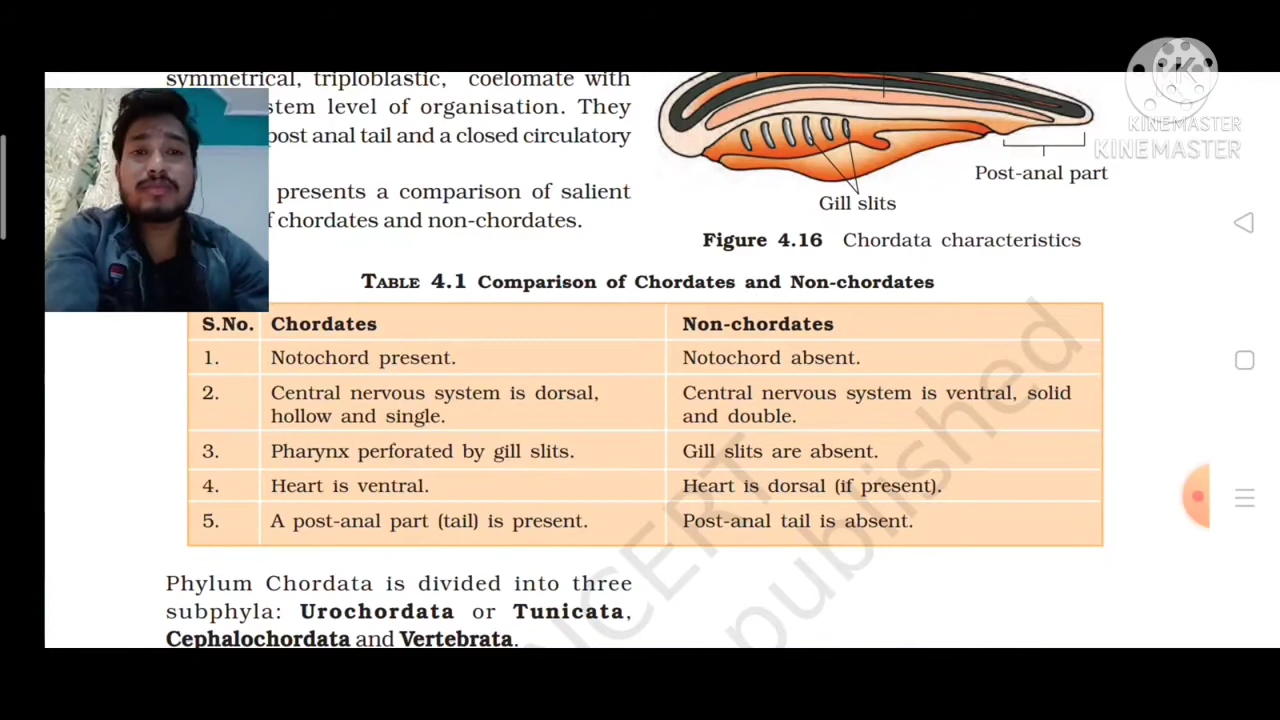 symmetrical, triploblastic, coelomate with
stem level of organisation. They
post anal tail and a closed circulatory
presents a comparison of salient
f chordates and non-chordates.
Post-anal part
Gill slits
Figure 4.16 Chordata characteristics
KINEMASTER
KINEMASTER
TABLE 4.1 Comparison of Chordates and Non-chordates
S.No. Chordates Non-chordates
1. Notochord present. Notochord absent.
2. Central nervous system is dorsal, Central nervous system is ventral, solid
hollow and single. and double.
3. Pharynx perforated by gill slits. Gill slits are absent.
4. Heart is ventral. Heart is dorsal (if present).
5. A post-anal part (tail) is present. Post-anal tail is absent.
Phylum Chordata is divided into three
subphyla: Urochordata or Tunicata,
Cephalochordata and Vertebrata.
NCERT
published